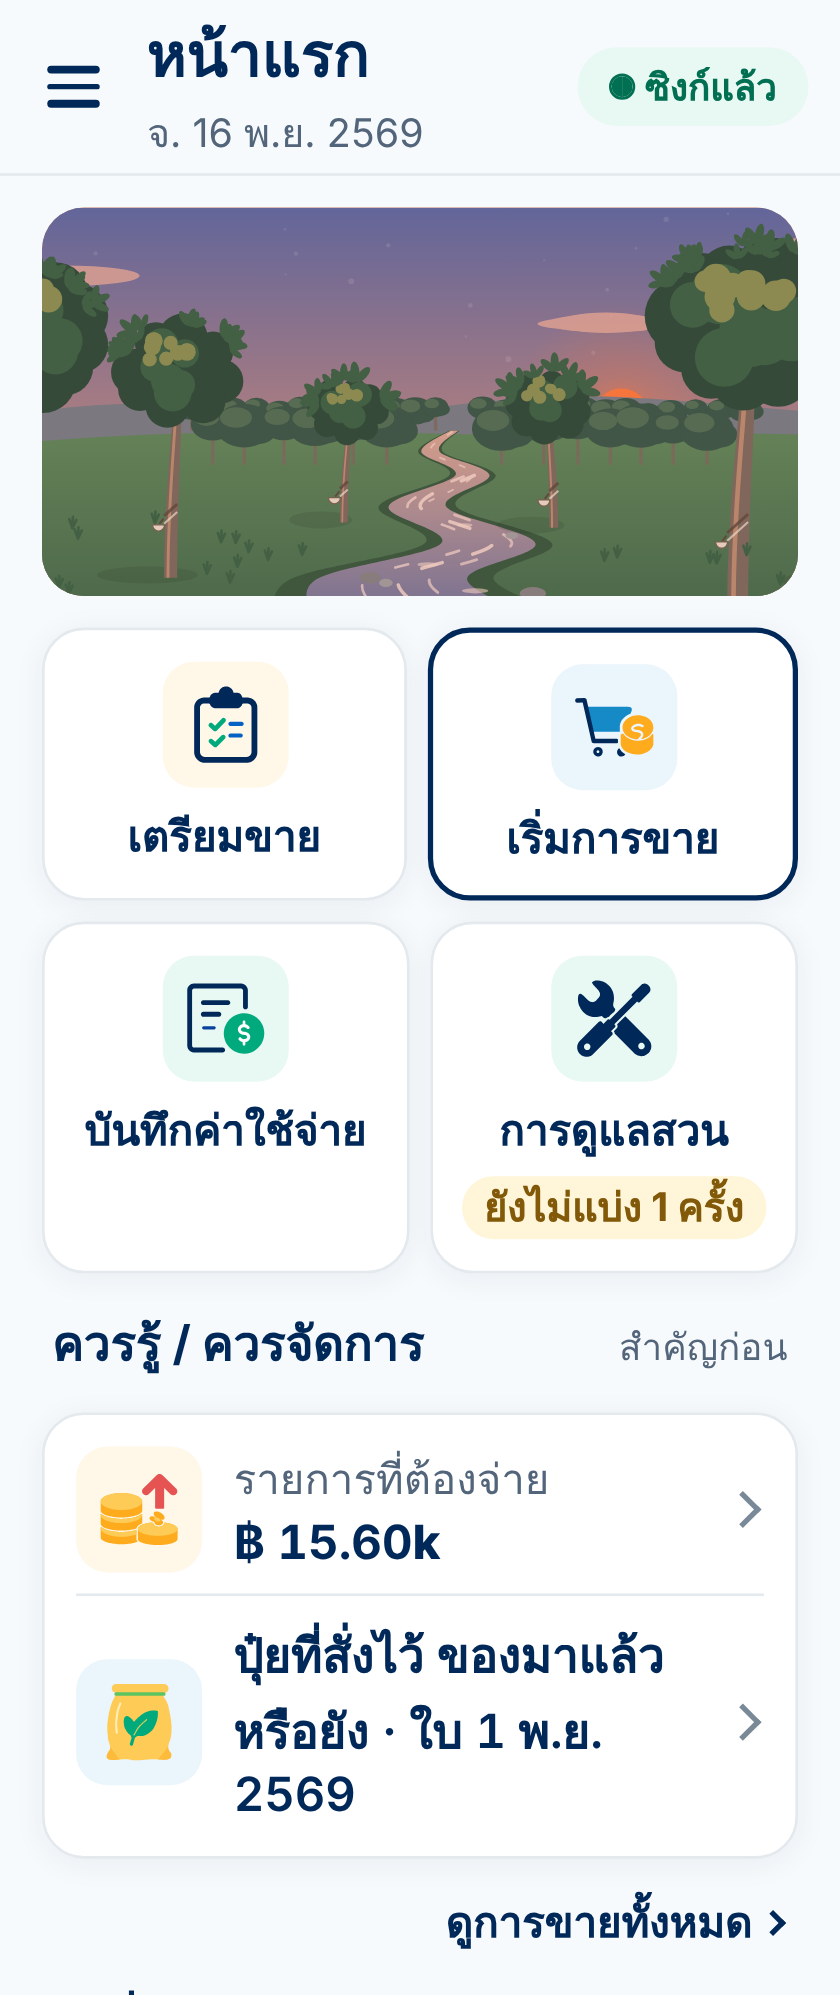 หน้าแรก
จ. 16 พ.ย. 2569
ซิงก์แล้ว
เตรียมขาย
เริ่มการขาย
บันทึกค่าใช้จ่าย
การดูแลสวน
ยังไม่แบ่ง 1 ครั้ง
ควรรู้ / ควรจัดการ
สำคัญก่อน
รายการที่ต้องจ่าย
฿ 15.60k
ปุ๋ยที่สั่งไว้ ของมาแล้ว
หรือยัง · ใบ 1 พ.ย.
2569
ดูการขายทั้งหมด